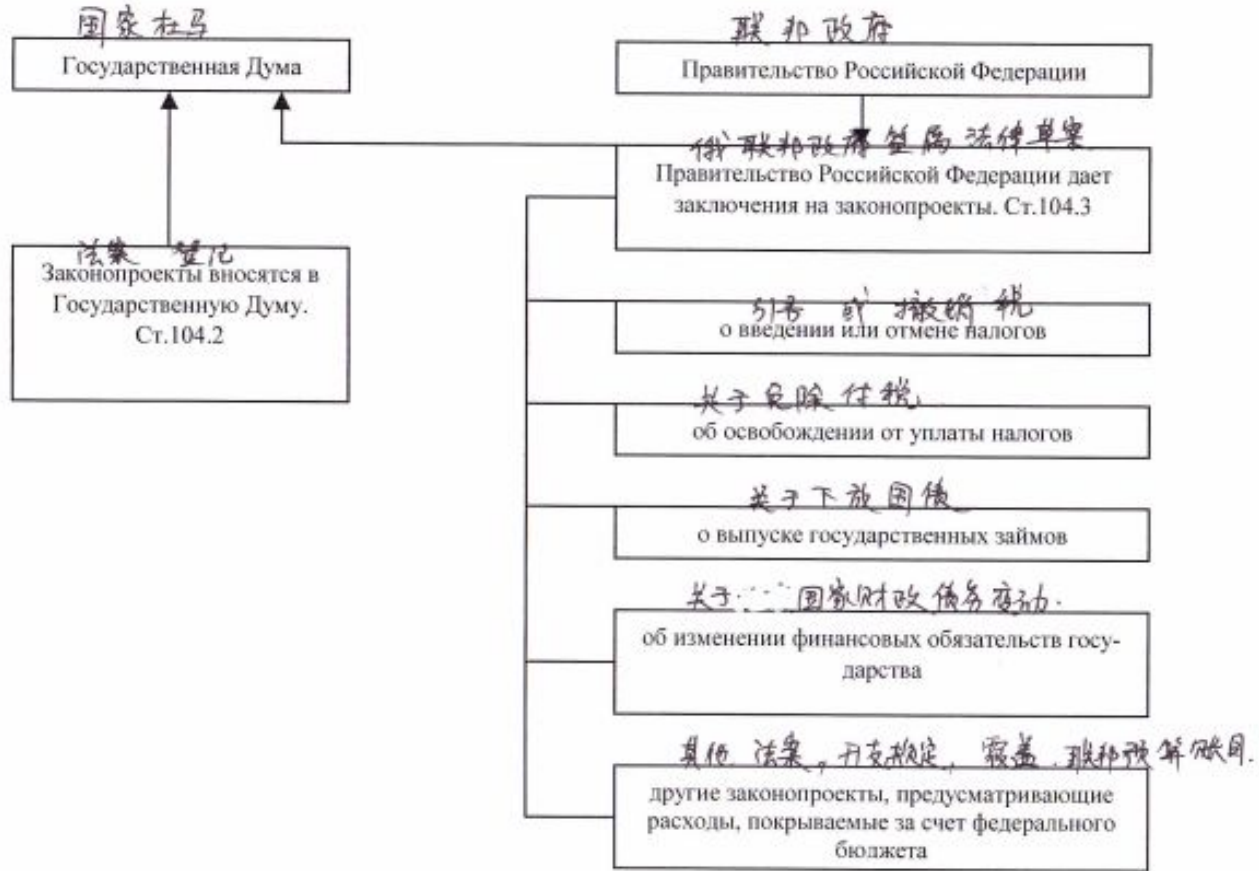 国家杜马
Государственная Дума
联邦政府
Правительство Российской Федерации
俄联邦政府签属法律草案
Правительство Российской Федерации дает
заключения на законопроекты. Ст.104.3
法案 登记
Законопроекты вносятся в
Государственную Думу.
Ст.104.2
引号 或 撤销 税
о введении или отмене налогов
关于免除付税
об освобождении от уплаты налогов
关于下放国债
о выпуске государственных займов
关于 国家财政债务变动.
об изменении финансовых обязательств госу-
дарства
其他 法案, 开支规定, 覆盖 联邦预算账目.
другие законопроекты, предусматривающие
расходы, покрываемые за счет федерального
бюджета